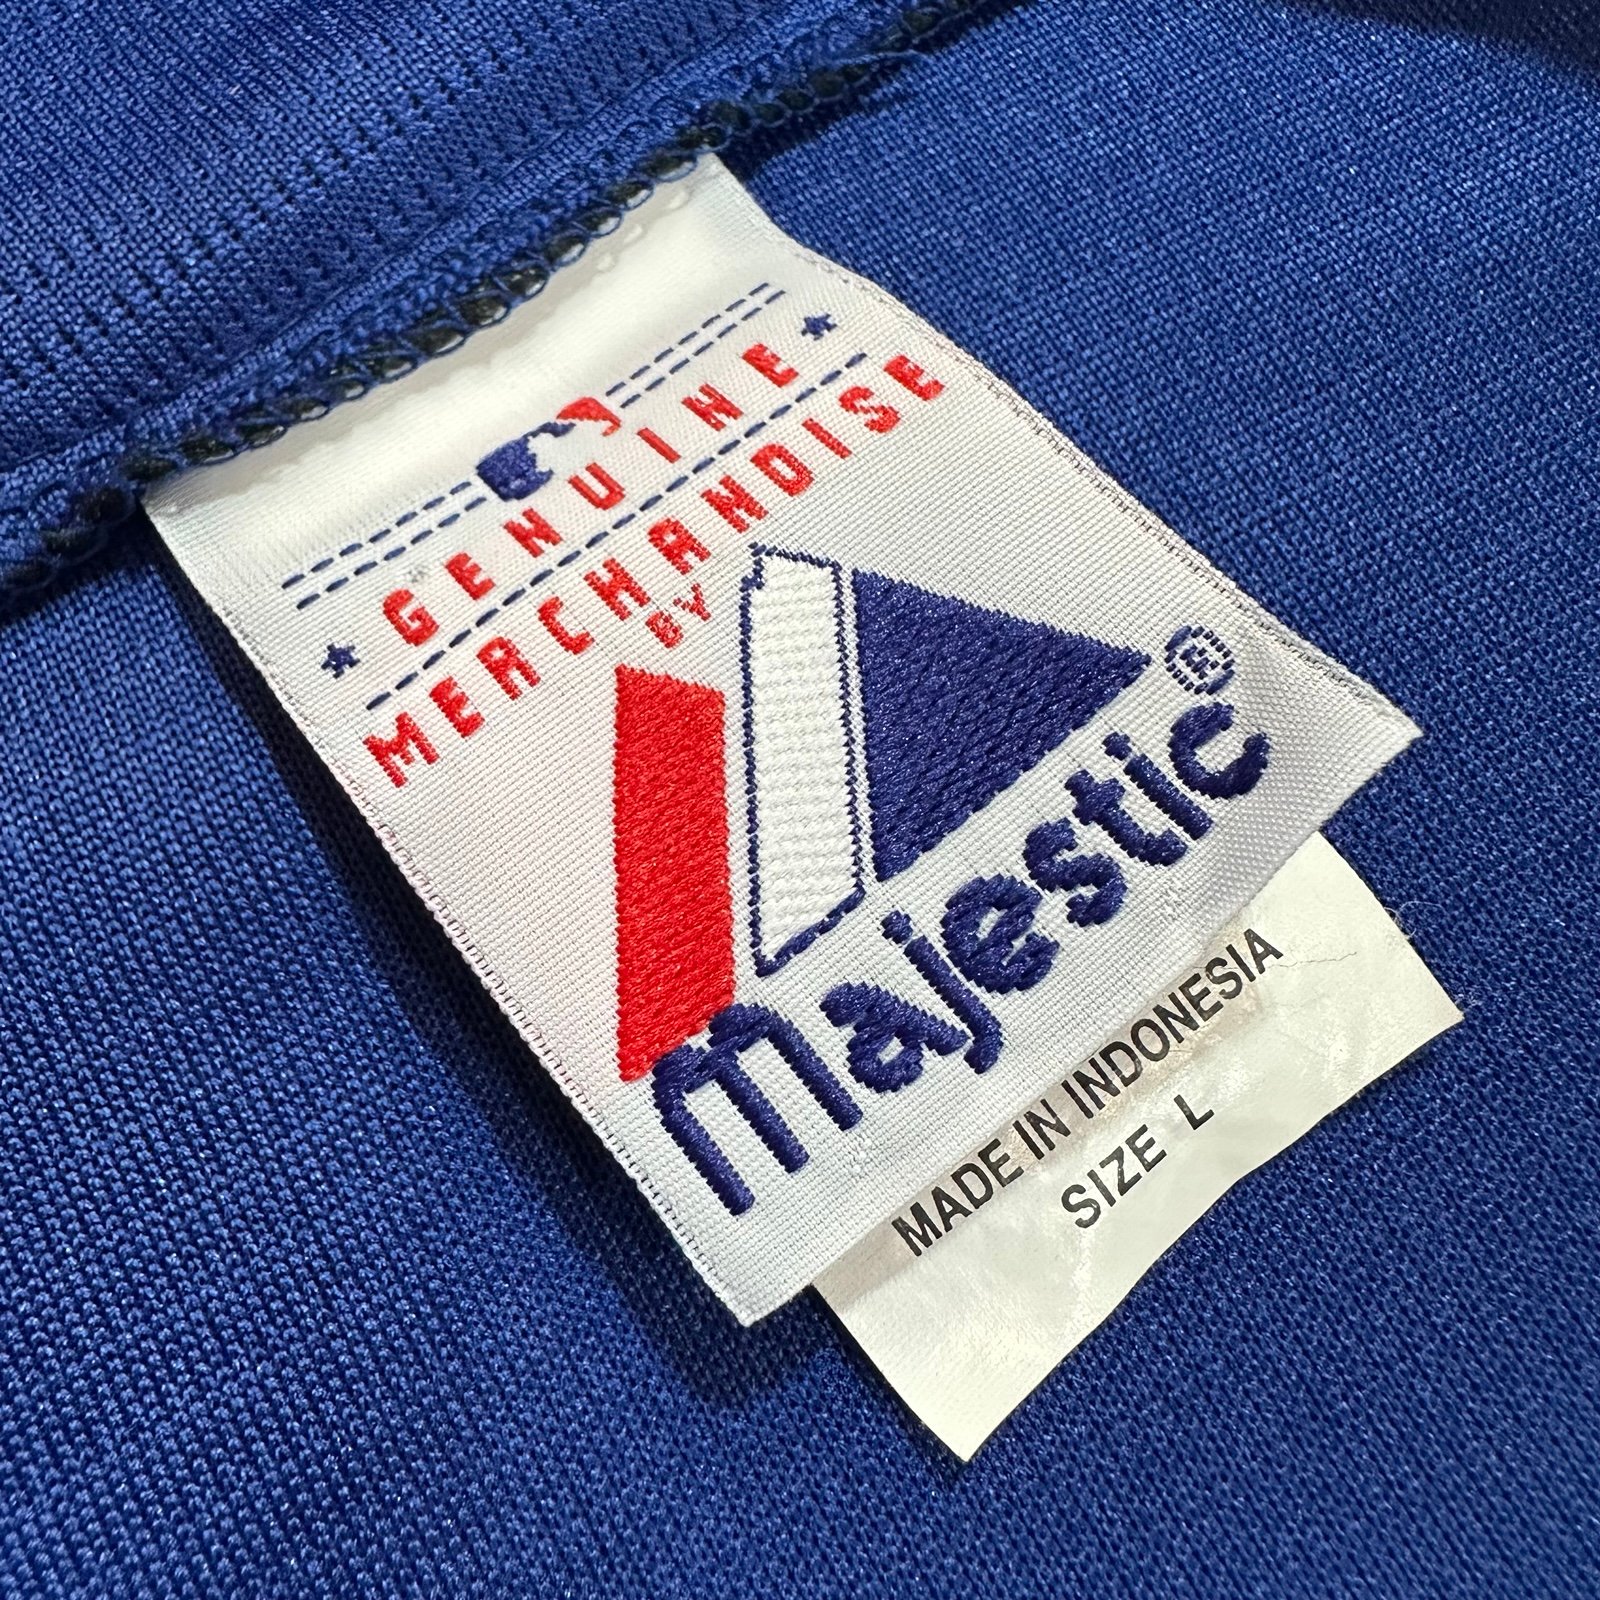 GENUINE
MERCHANDISE
BY
Majestic®
MADE IN INDONESIA
SIZE L